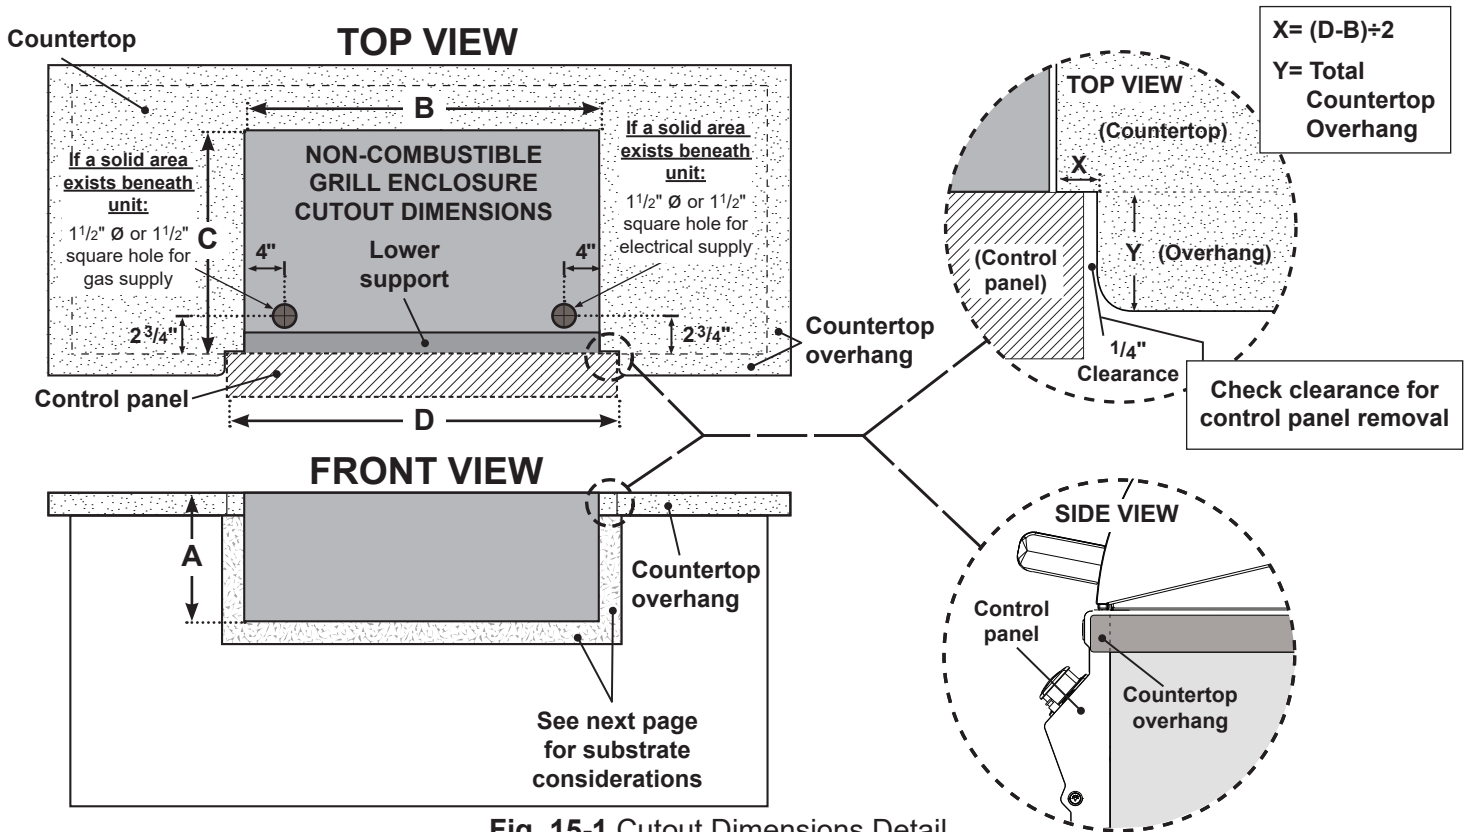 Countertop
TOP VIEW
B
If a solid area
exists beneath
unit:
1 1/2" Ø or 1 1/2"
square hole for
gas supply
C
NON-COMBUSTIBLE
GRILL ENCLOSURE
CUTOUT DIMENSIONS
If a solid area
exists beneath
unit:
1 1/2" Ø or 1 1/2"
square hole for
electrical supply
4"
Lower
support
4"
2 3/4"
2 3/4"
Countertop
overhang
Control panel
D
X= (D-B)÷2
Y= Total
Countertop
Overhang
TOP VIEW
(Countertop)
X
(Control
panel)
Y
(Overhang)
1/4"
Clearance
Check clearance for
control panel removal
FRONT VIEW
A
Countertop
overhang
See next page
for substrate
considerations
SIDE VIEW
Control
panel
Countertop
overhang
Fig. 15-1 Cutout Dimensions Detail